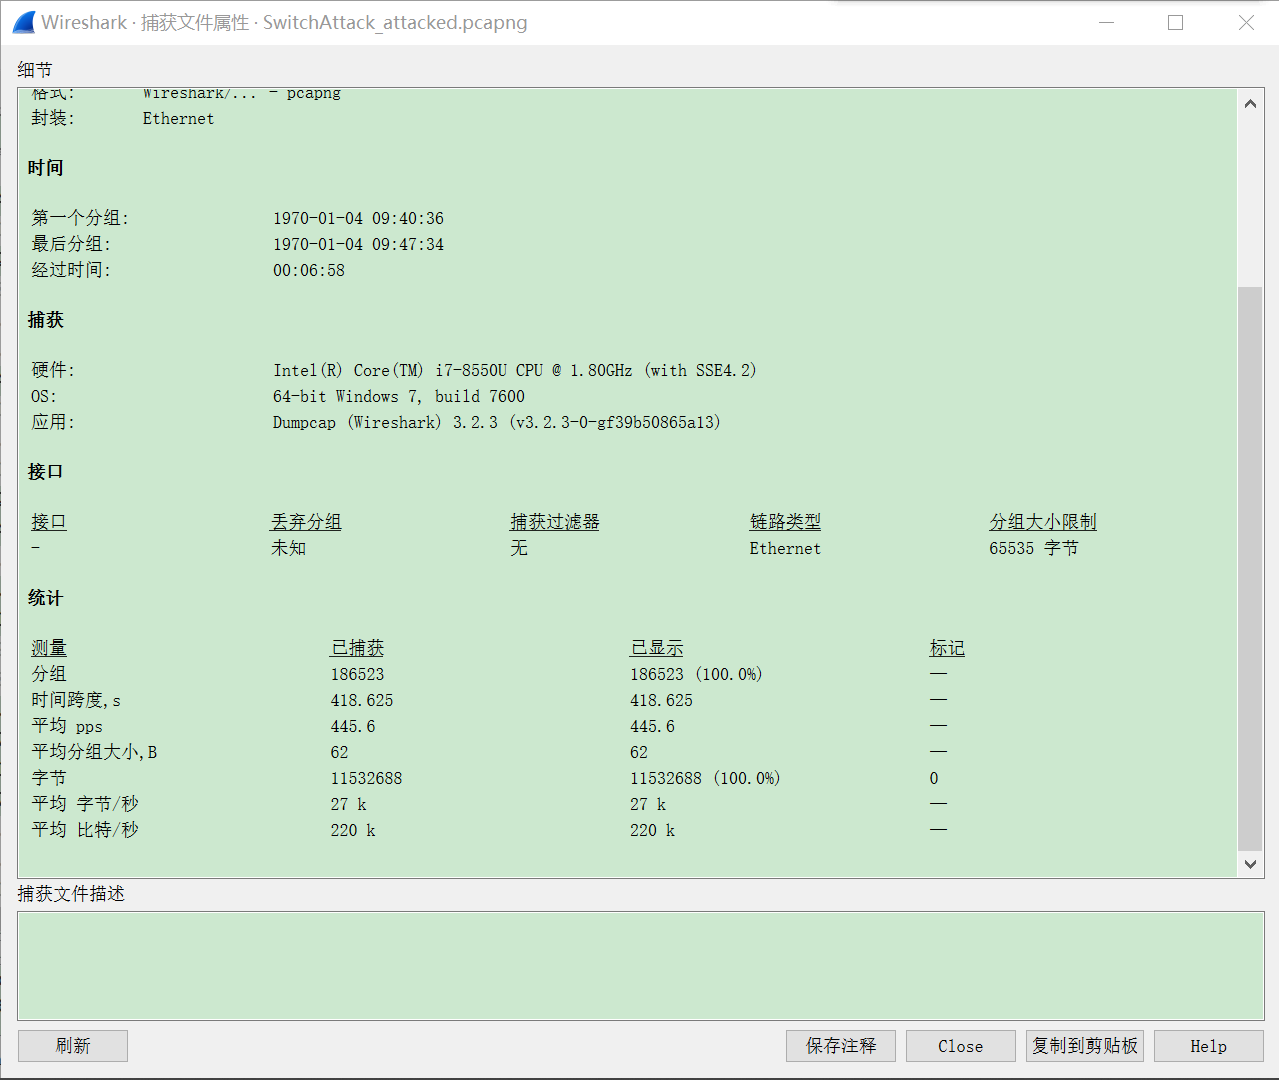 Wireshark · 捕获文件属性 · SwitchAttack_attacked.pcapng
细节
格式: Wireshark/... - pcapng
封装: Ethernet
时间
第一个分组: 1970-01-04 09:40:36
最后分组: 1970-01-04 09:47:34
经过时间: 00:06:58
捕获
硬件: Intel(R) Core(TM) i7-8550U CPU @ 1.80GHz (with SSE4.2)
OS: 64-bit Windows 7, build 7600
应用: Dumpcap (Wireshark) 3.2.3 (v3.2.3-0-gf39b50865a13)
接口
接口 丢弃分组 捕获过滤器 链路类型 分组大小限制
- 未知 无 Ethernet 65535 字节
统计
测量 已捕获 已显示 标记
分组 186523 186523 (100.0%) —
时间跨度,s 418.625 418.625 —
平均 pps 445.6 445.6 —
平均分组大小,B 62 62 —
字节 11532688 11532688 (100.0%) 0
平均 字节/秒 27 k 27 k —
平均 比特/秒 220 k 220 k —
捕获文件描述
刷新 保存注释 Close 复制到剪贴板 Help